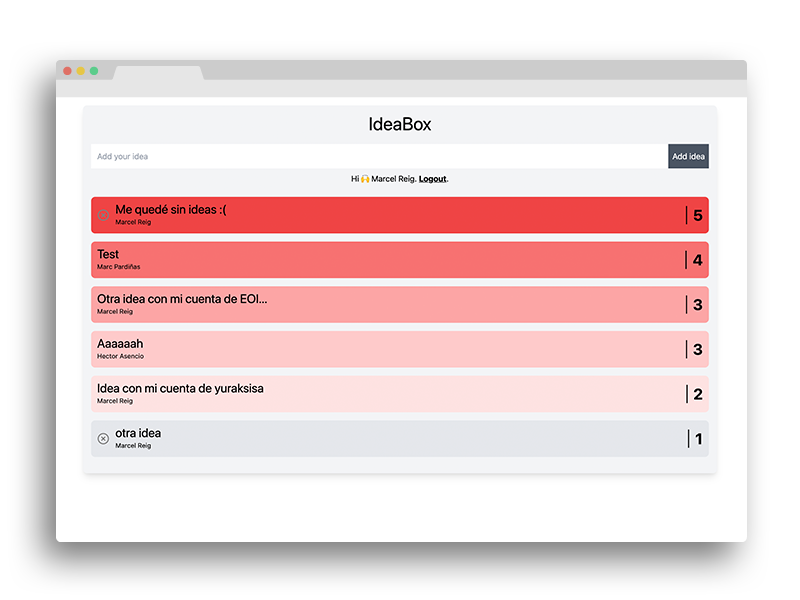 IdeaBox
Add your idea
Add idea
Hi 🙌 Marcel Reig. Logout.
Me quedé sin ideas :(
Marcel Reig
5
Test
Marc Pardiñas
4
Otra idea con mi cuenta de EOI...
Marcel Reig
3
Aaaaaah
Hector Asencio
3
Idea con mi cuenta de yuraksisa
Marcel Reig
2
otra idea
Marcel Reig
1